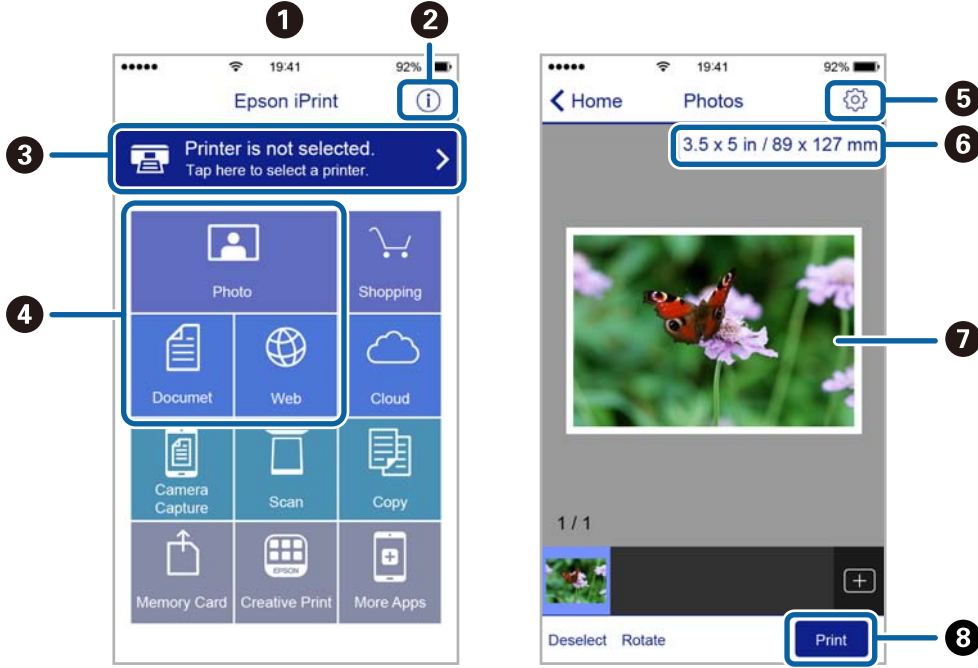 1
2
19:41
92%
Epson iPrint
3
Printer is not selected.
Tap here to select a printer.
4
Photo
Shopping
Documet
Web
Cloud
Camera
Capture
Scan
Copy
EPSON
Memory Card
Creative Print
More Apps
19:41
92%
Home
Photos
5
3.5 x 5 in / 89 x 127 mm
6
7
1 / 1
Deselect
Rotate
Print
8